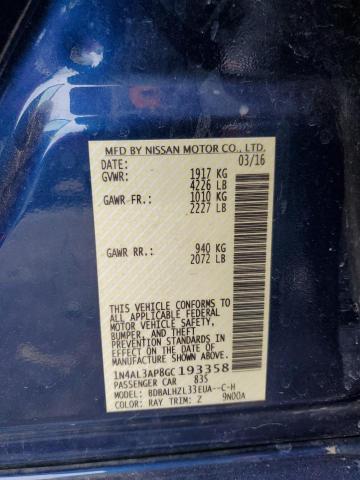 MFD BY NISSAN MOTOR CO., LTD.
DATE: 03/16
GVWR: 1917 KG
4226 LB
GAWR FR.: 1010 KG
2227 LB
GAWR RR.: 940 KG
2072 LB
THIS VEHICLE CONFORMS TO
ALL APPLICABLE FEDERAL
MOTOR VEHICLE SAFETY,
BUMPER, AND THEFT
PREVENTION STANDARDS
IN EFFECT ON THE DATE OF
MANUFACTURE SHOWN ABOVE.
1N4AL3AP8GC193358
PASSENGER CAR 835
MODEL: BDBALHZL33EUA--C-H
COLOR: RAY TRIM: Z 9N00A